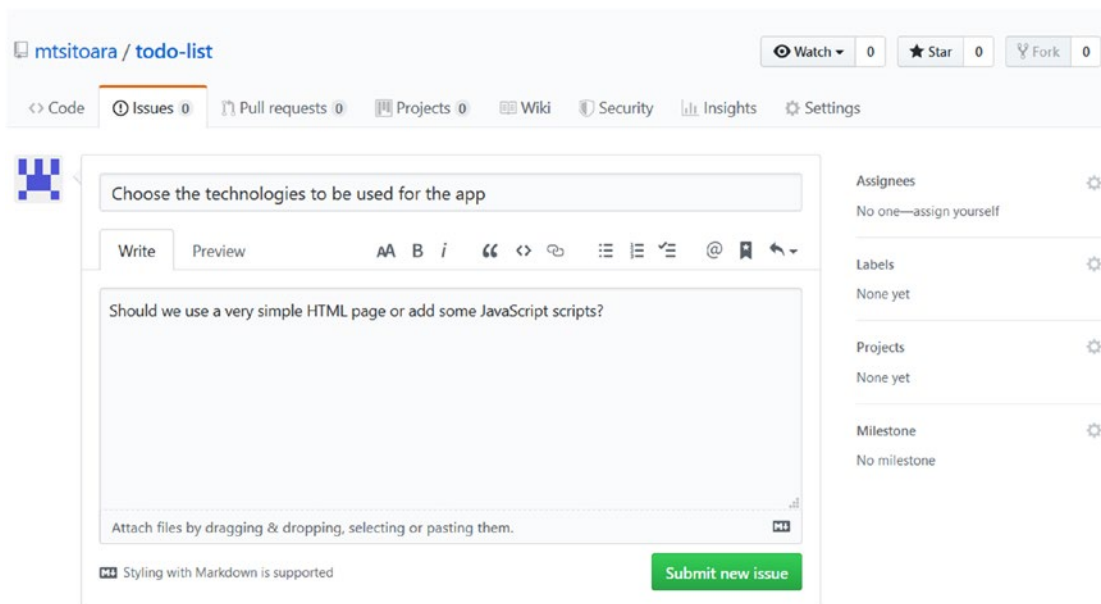 mtsitoara / todo-list
Watch 0 Star 0 Fork 0
Code Issues 0 Pull requests 0 Projects 0 Wiki Security Insights Settings
Choose the technologies to be used for the app
Write Preview AA B i @
Should we use a very simple HTML page or add some JavaScript scripts?
Attach files by dragging & dropping, selecting or pasting them.
Styling with Markdown is supported
Submit new issue
Assignees
No one—assign yourself
Labels
None yet
Projects
None yet
Milestone
No milestone